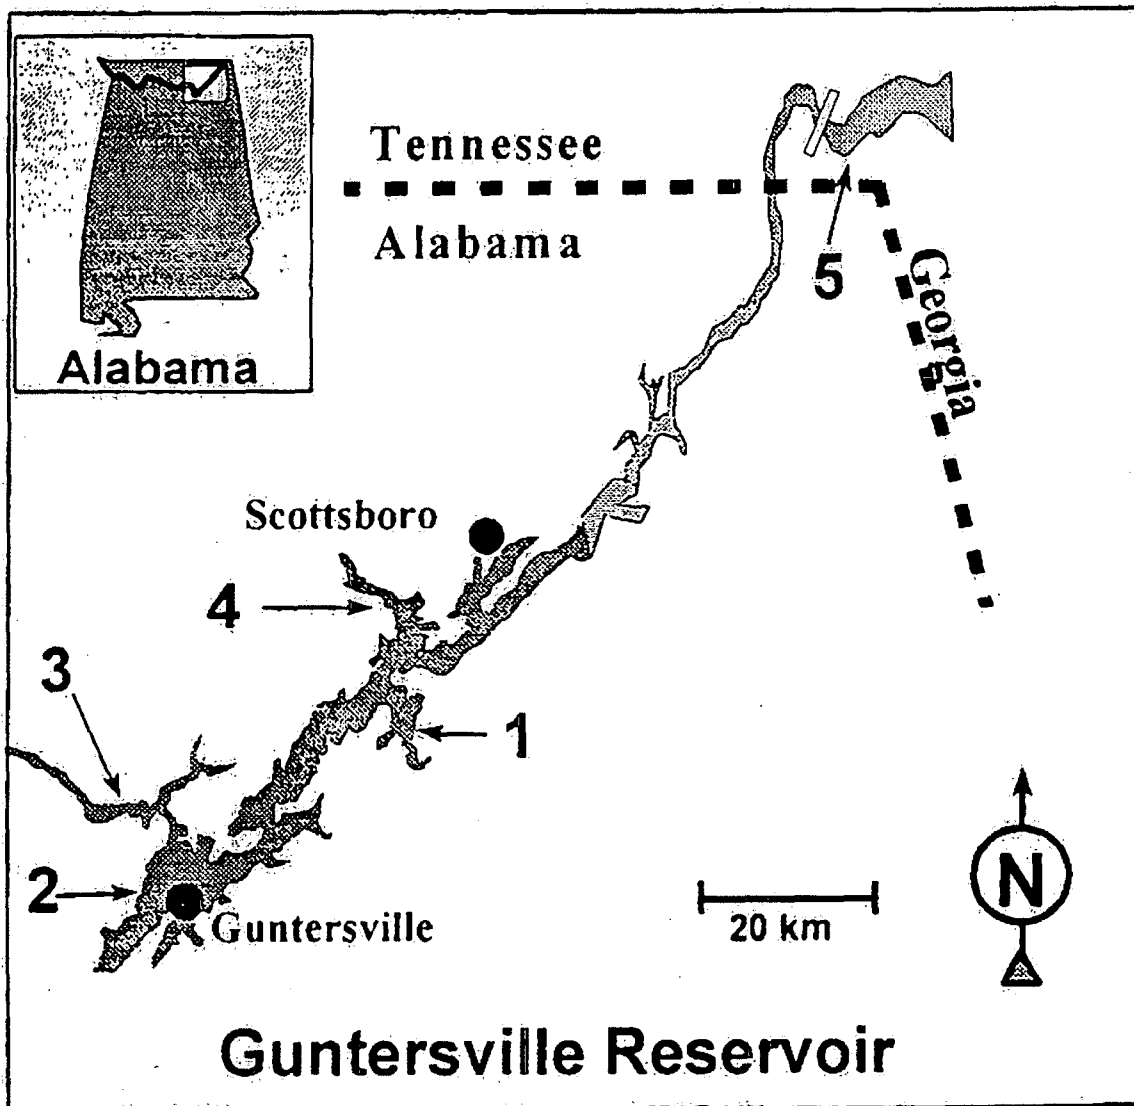 Alabama
Tennessee
Alabama
5
Georgia
Scottsboro
4
3
1
2
Guntersville
20 km
N
Guntersville Reservoir